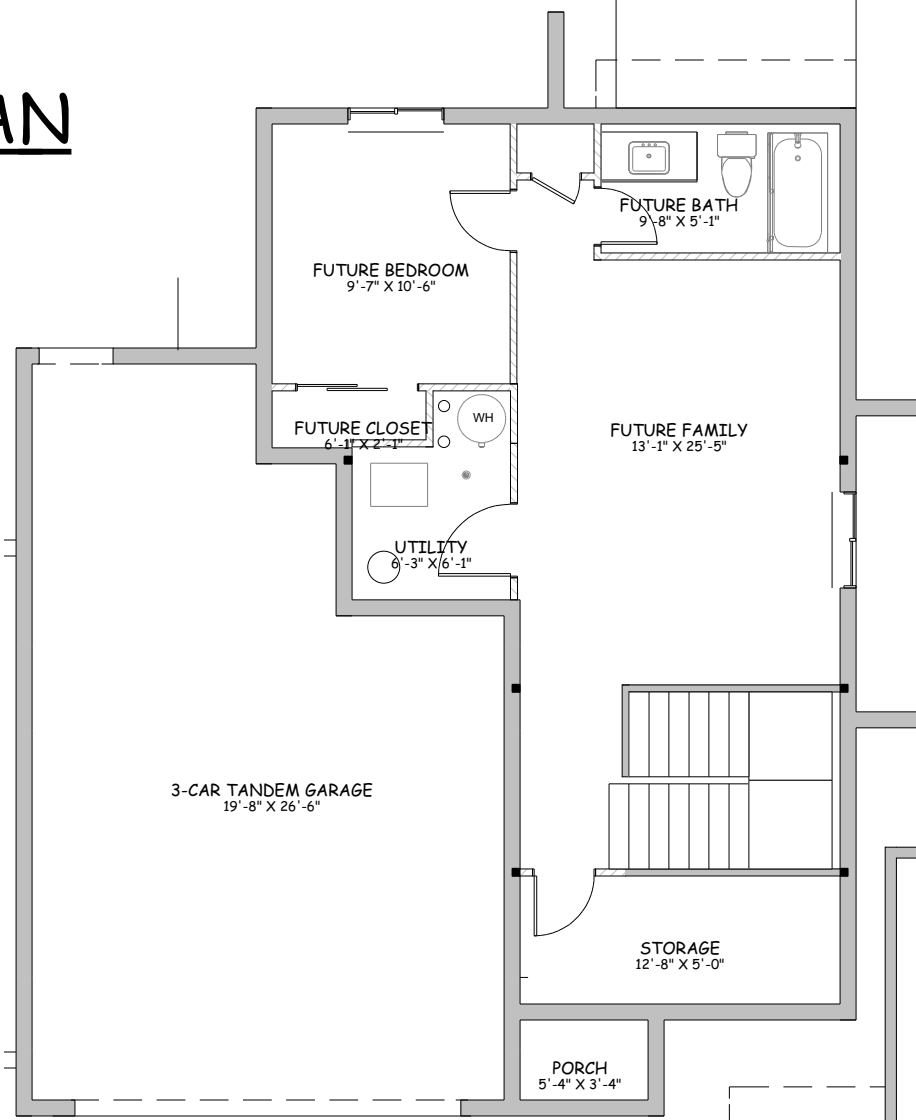 AN
FUTURE BATH
9'-8" X 5'-1"
FUTURE BEDROOM
9'-7" X 10'-6"
WH
FUTURE CLOSET
6'-1" X 2'-1"
FUTURE FAMILY
13'-1" X 25'-5"
UTILITY
6'-3" X 6'-1"
3-CAR TANDEM GARAGE
19'-8" X 26'-6"
STORAGE
12'-8" X 5'-0"
PORCH
5'-4" X 3'-4"